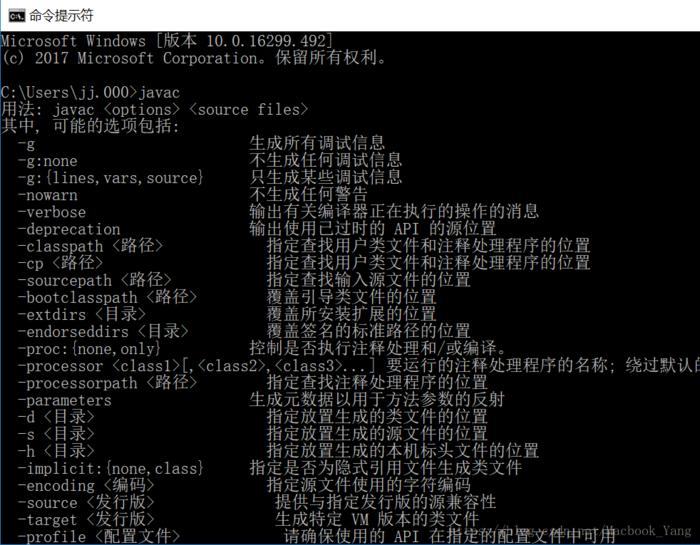 命令提示符
Microsoft Windows [版本 10.0.16299.492]
(c) 2017 Microsoft Corporation。保留所有权利。
C:\Users\jj.000>javac
用法: javac <options> <source files>
其中, 可能的选项包括:
-g 生成所有调试信息
-g:none 不生成任何调试信息
-g:{lines,vars,source} 只生成某些调试信息
-nowarn 不生成任何警告
-verbose 输出有关编译器正在执行的操作的消息
-deprecation 输出使用已过时的 API 的源位置
-classpath <路径> 指定查找用户类文件和注释处理程序的位置
-cp <路径> 指定查找用户类文件和注释处理程序的位置
-sourcepath <路径> 指定查找输入源文件的位置
-bootclasspath <路径> 覆盖引导类文件的位置
-extdirs <目录> 覆盖所安装扩展的位置
-endorseddirs <目录> 覆盖签名的标准路径的位置
-proc:{none,only} 控制是否执行注释处理和/或编译。
-processor <class1>[,<class2>,<class3>...] 要运行的注释处理程序的名称; 绕过默认的
-processorpath <路径> 指定查找注释处理程序的位置
-parameters 生成元数据以用于方法参数的反射
-d <目录> 指定放置生成的类文件的位置
-s <目录> 指定放置生成的源文件的位置
-h <目录> 指定放置生成的本机标头文件的位置
-implicit:{none,class} 指定是否为隐式引用文件生成类文件
-encoding <编码> 指定源文件使用的字符编码
-source <发行版> 提供与指定发行版的源兼容性
-target <发行版> 生成特定 VM 版本的类文件
-profile <配置文件> 请确保使用的 API 在指定的配置文件中可用